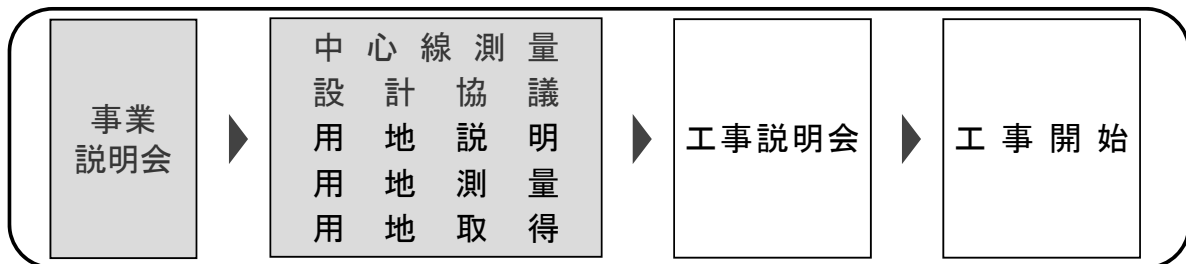 事業
説明会
中心線測量
設計協議
用地説明
用地測量
用地取得
工事説明会
工事開始